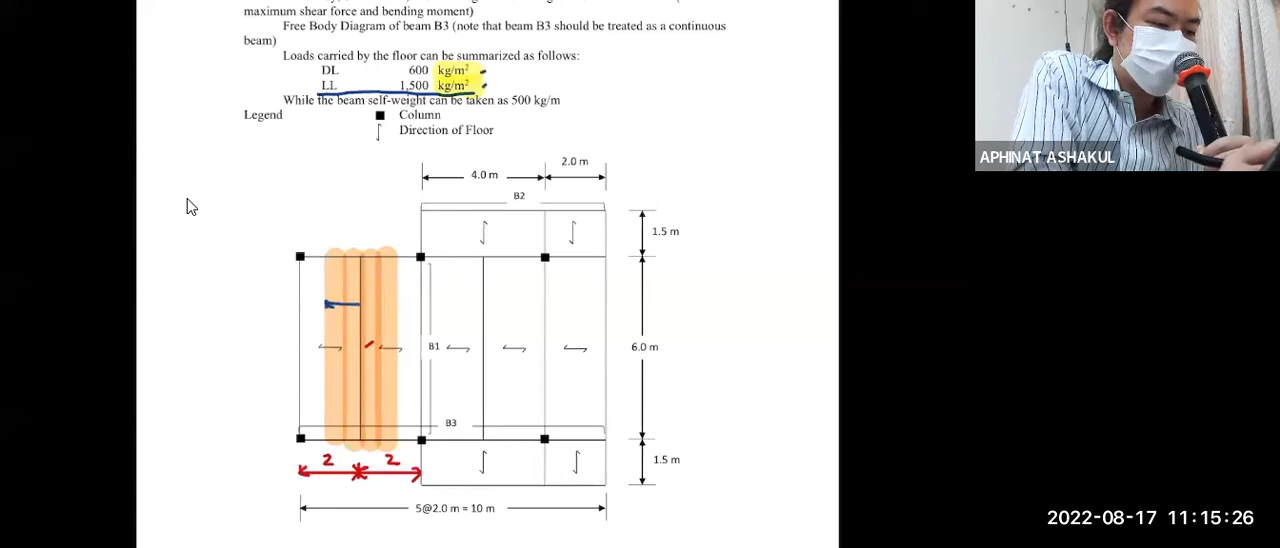 maximum shear force and bending moment)
Free Body Diagram of beam B3 (note that beam B3 should be treated as a continuous
beam)
Loads carried by the floor can be summarized as follows:
DL 600 kg/m²
LL 1,500 kg/m²
While the beam self-weight can be taken as 500 kg/m
Legend Column
Direction of Floor
APHINAT ASHAKUL
2.0 m
4.0 m
B2
1.5 m
B1
6.0 m
B3
2 2
1.5 m
5@2.0 m = 10 m
2022-08-17 11:15:26